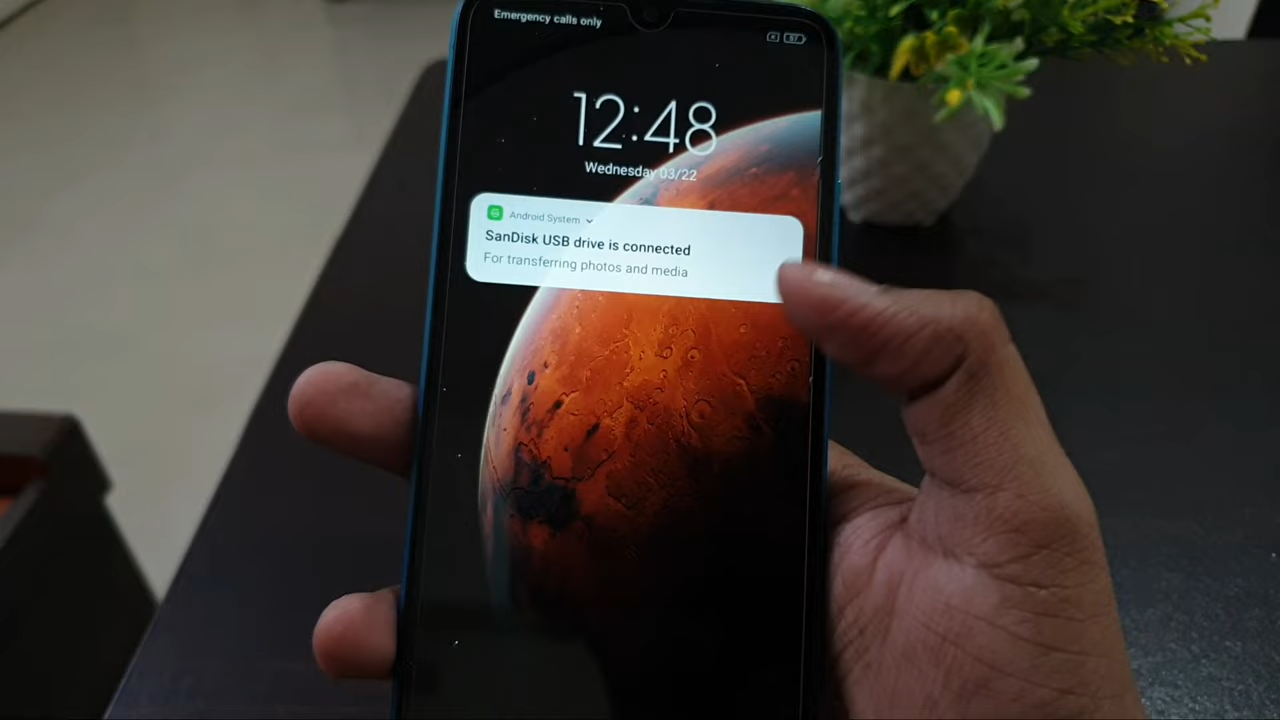 Emergency calls only
57
12:48
Wednesday 03/22
Android System
SanDisk USB drive is connected
For transferring photos and media